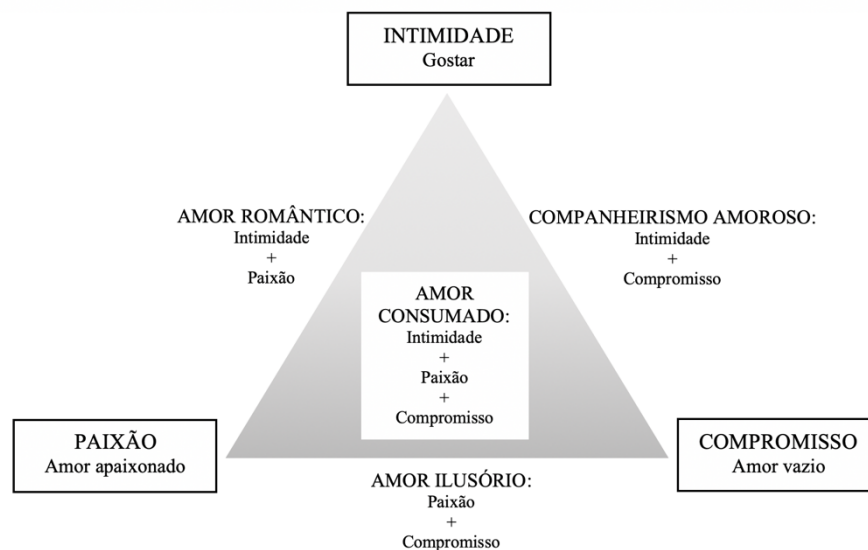 INTIMIDADE
Gostar
AMOR ROMÂNTICO:
Intimidade
+
Paixão
COMPANHEIRISMO AMOROSO:
Intimidade
+
Compromisso
AMOR
CONSUMADO:
Intimidade
+
Paixão
+
Compromisso
PAIXÃO
Amor apaixonado
COMPROMISSO
Amor vazio
AMOR ILUSÓRIO:
Paixão
+
Compromisso